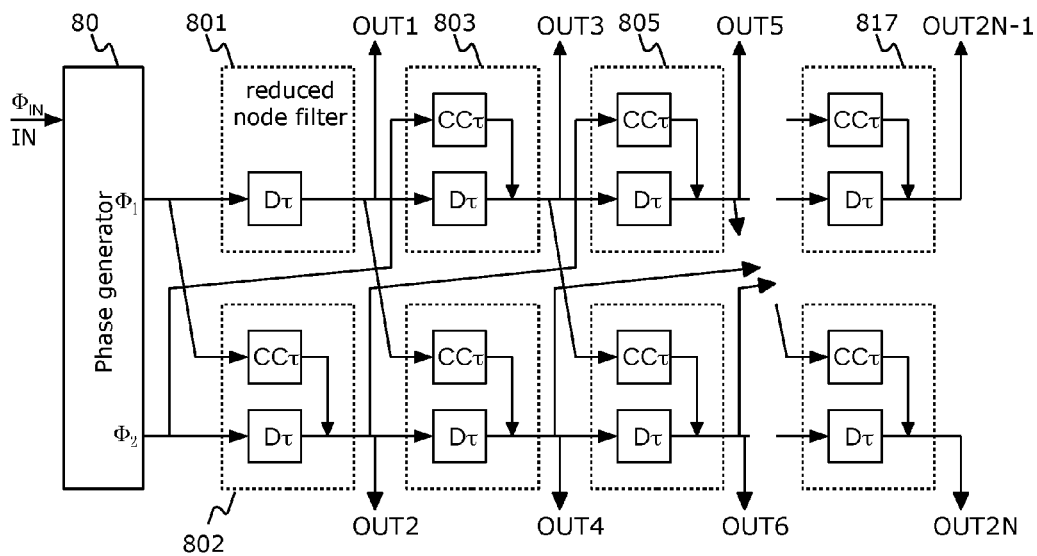 80 801 OUT1 803 OUT3 805 OUT5 817 OUT2N-1
reduced
node filter
Φ_IN
IN
CCτ CCτ CCτ
Φ₁ Dτ Dτ Dτ Dτ
Phase generator
CCτ CCτ CCτ CCτ
Φ₂ Dτ Dτ Dτ Dτ
802 OUT2 OUT4 OUT6 OUT2N